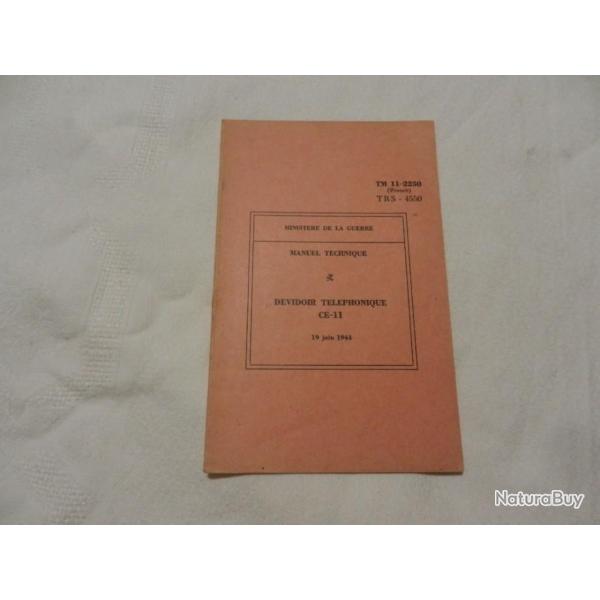 TM 11-2250
(French)
TRS - 4550
MINISTERE DE LA GUERRE
MANUEL TECHNIQUE
DEVIDOIR TELEPHONIQUE
CE-11
19 juin 1944
NaturaBuy